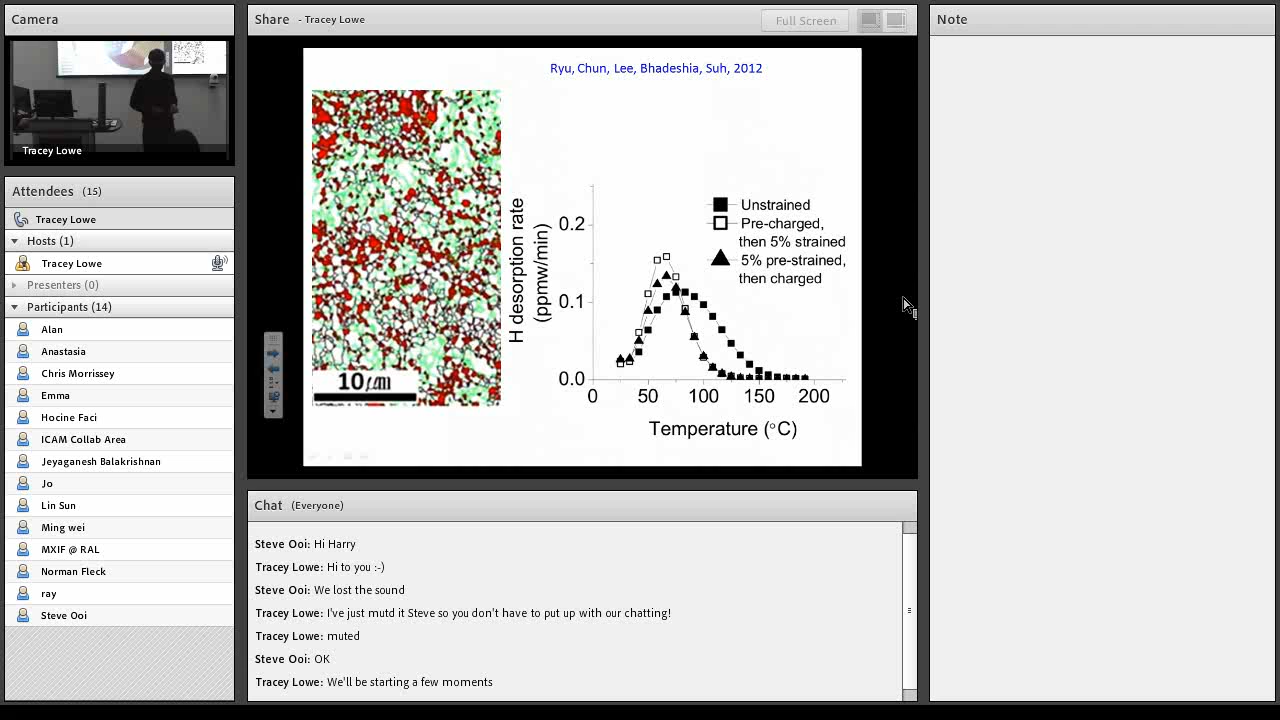 Camera
Tracey Lowe
Attendees (15)
Tracey Lowe
Hosts (1)
Tracey Lowe
Presenters (0)
Participants (14)
Alan
Anastasia
Chris Morrissey
Emma
Hocine Faci
ICAM Collab Area
Jeyaganesh Balakrishnan
Jo
Lin Sun
Ming wei
MXIF @ RAL
Norman Fleck
ray
Steve Ooi
Share - Tracey Lowe
Full Screen
Ryu, Chun, Lee, Bhadeshia, Suh, 2012
10 μm
H desorption rate
(ppmw/min)
0.2
0.1
0.0
0 50 100 150 200
Temperature (°C)
Unstrained
Pre-charged,
then 5% strained
5% pre-strained,
then charged
Chat (Everyone)
Steve Ooi: Hi Harry
Tracey Lowe: Hi to you :-)
Steve Ooi: We lost the sound
Tracey Lowe: I've just mutd it Steve so you don't have to put up with our chatting!
Tracey Lowe: muted
Steve Ooi: OK
Tracey Lowe: We'll be starting a few moments
Note